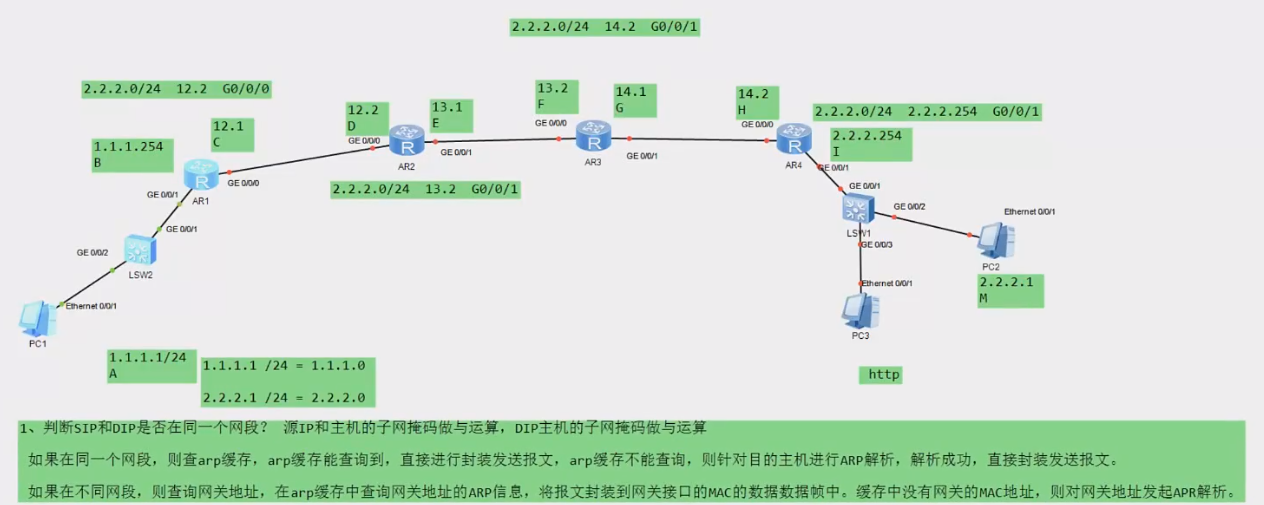 2.2.2.0/24 14.2 G0/0/1
2.2.2.0/24 12.2 G0/0/0
13.2
F
14.1
G
14.2
H
2.2.2.0/24 2.2.2.254 G0/0/1
12.2
D
13.1
E
12.1
C
1.1.1.254
B
2.2.2.254
I
GE 0/0/0
GE 0/0/0
GE 0/0/0
GE 0/0/1
GE 0/0/1
AR2
AR3
AR4
GE 0/0/1
GE 0/0/0
GE 0/0/1
AR1
2.2.2.0/24 13.2 G0/0/1
GE 0/0/1
GE 0/0/2
Ethernet 0/0/1
GE 0/0/1
LSW1
GE 0/0/3
GE 0/0/2
LSW2
PC2
2.2.2.1
M
Ethernet 0/0/1
Ethernet 0/0/1
PC1
PC3
1.1.1.1/24
A
1.1.1.1 /24 = 1.1.1.0
2.2.2.1 /24 = 2.2.2.0
http
1、判断SIP和DIP是否在同一个网段？ 源IP和主机的子网掩码做与运算，DIP主机的子网掩码做与运算
如果在同一个网段，则查arp缓存，arp缓存能查询到，直接进行封装发送报文，arp缓存不能查询，则针对目的主机进行ARP解析，解析成功，直接封装发送报文。
如果在不同网段，则查询网关地址，在arp缓存中查询网关地址的ARP信息，将报文封装到网关接口的MAC的数据数据帧中。缓存中没有网关的MAC地址，则对网关地址发起APR解析。